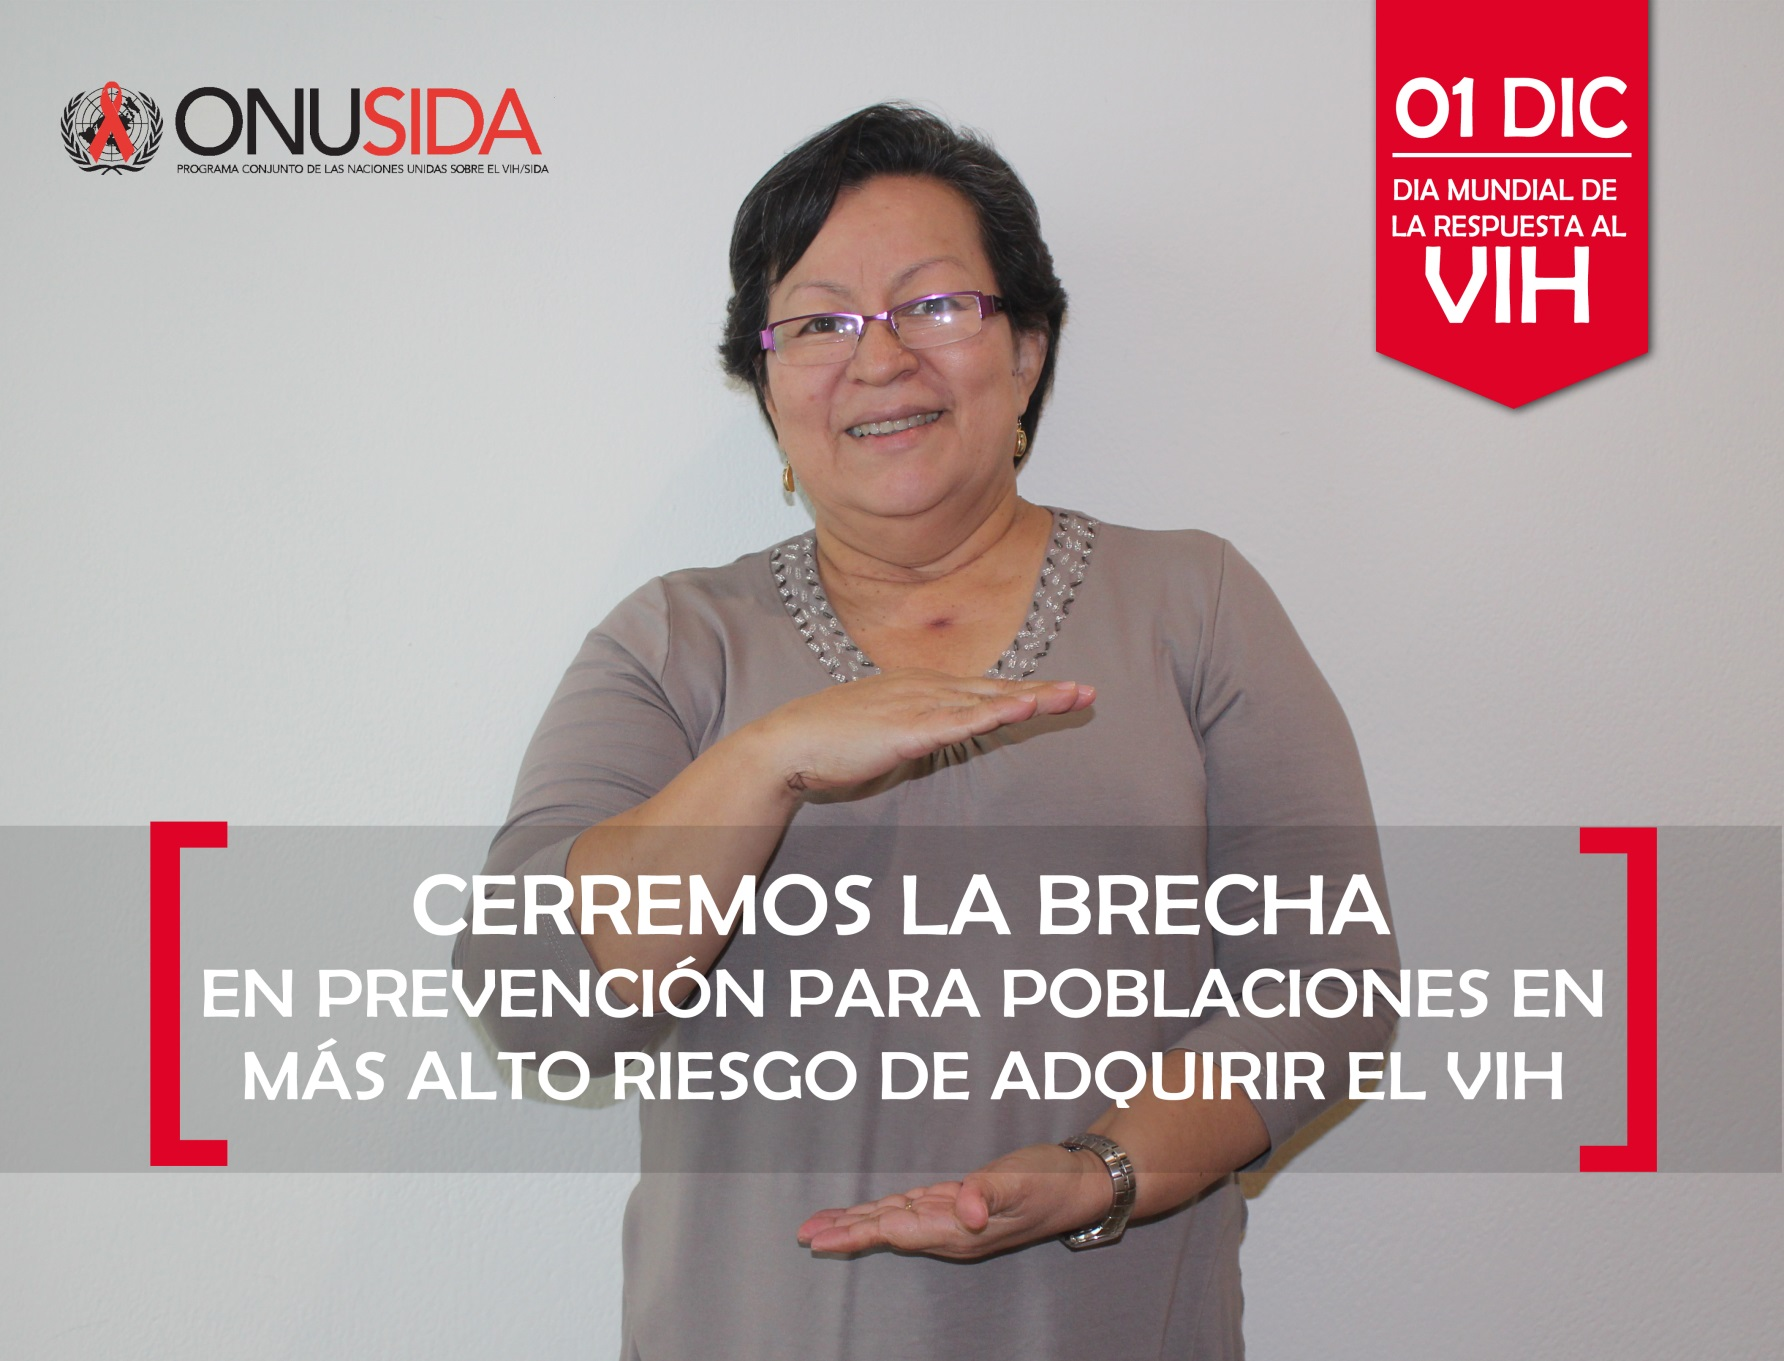 ONUSIDA
PROGRAMA CONJUNTO DE LAS NACIONES UNIDAS SOBRE EL VIH/SIDA
01 DIC
DIA MUNDIAL DE
LA RESPUESTA AL
VIH
CERREMOS LA BRECHA
EN PREVENCIÓN PARA POBLACIONES EN
MÁS ALTO RIESGO DE ADQUIRIR EL VIH